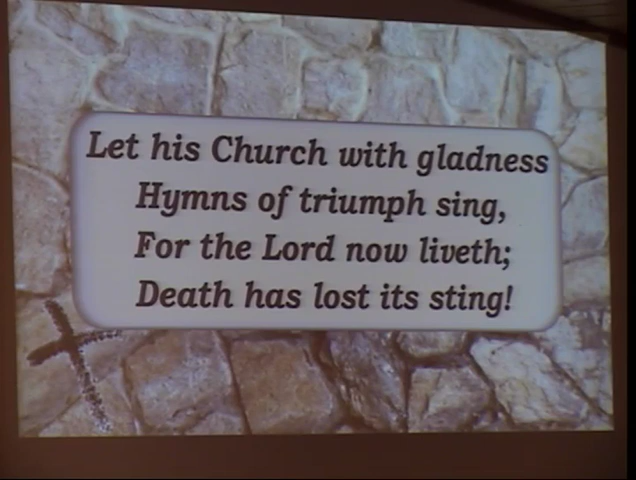 Let his Church with gladness
Hymns of triumph sing,
For the Lord now liveth;
Death has lost its sting!